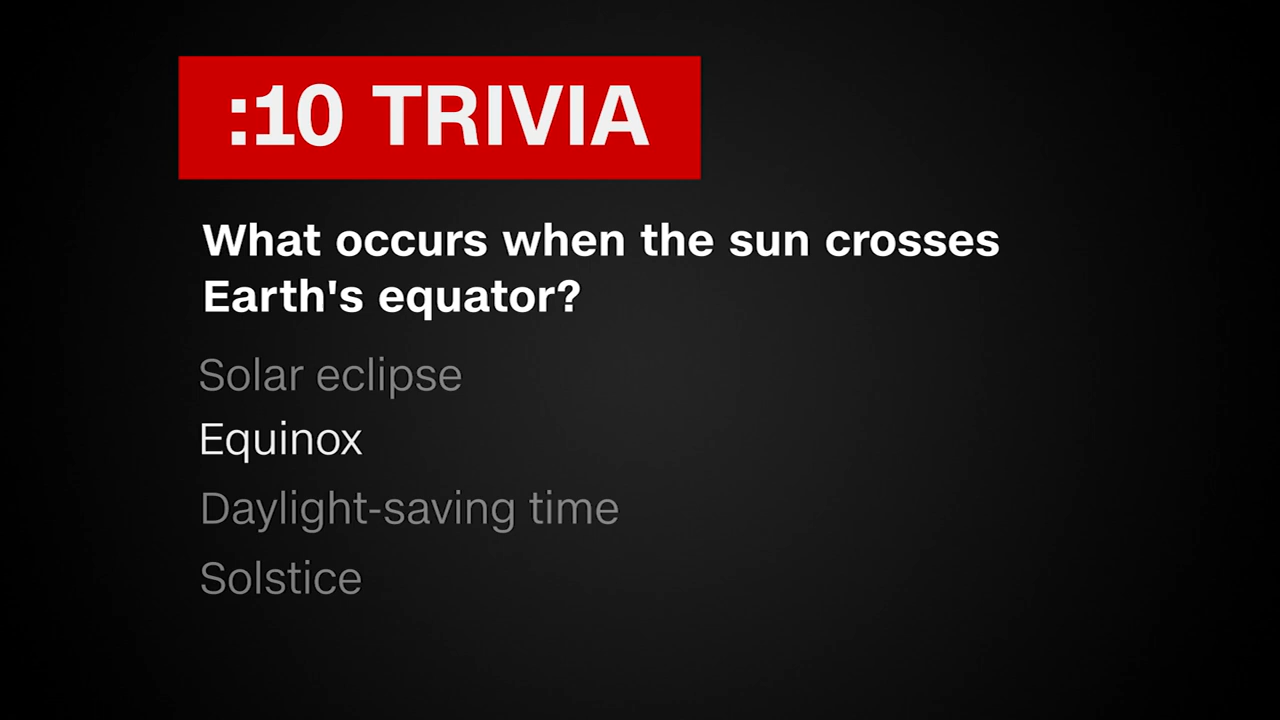 :10 TRIVIA
What occurs when the sun crosses
Earth's equator?
Solar eclipse
Equinox
Daylight-saving time
Solstice